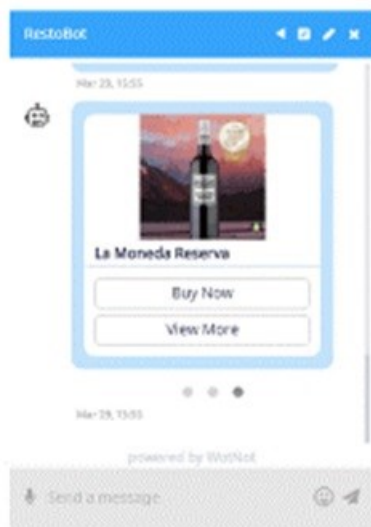 RestoBot
Mar 29, 15:55
La Moneda Reserva
Buy Now
View More
Mar 29, 15:55
powered by WotNot
Send a message